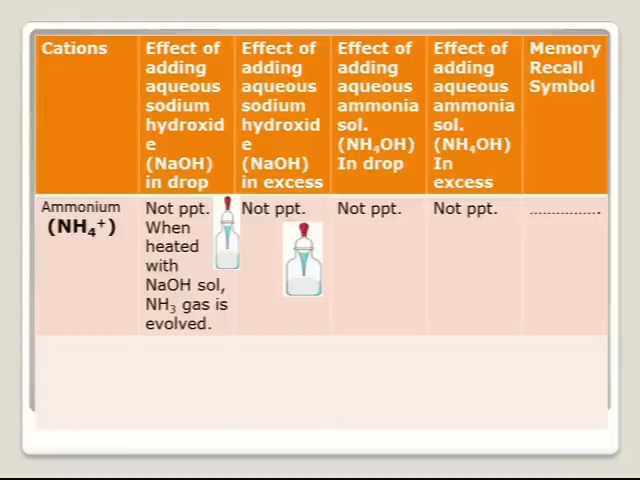 Cations
Effect of
adding
aqueous
sodium
hydroxid
e
(NaOH)
in drop
Effect of
adding
aqueous
sodium
hydroxid
e
(NaOH)
in excess
Effect of
adding
aqueous
ammonia
sol.
(NH₄OH)
In drop
Effect of
adding
aqueous
ammonia
sol.
(NH₄OH)
In
excess
Memory
Recall
Symbol
Ammonium
(NH₄⁺)
Not ppt.
When
heated
with
NaOH sol,
NH₃ gas is
evolved.
Not ppt.
Not ppt.
Not ppt.
................